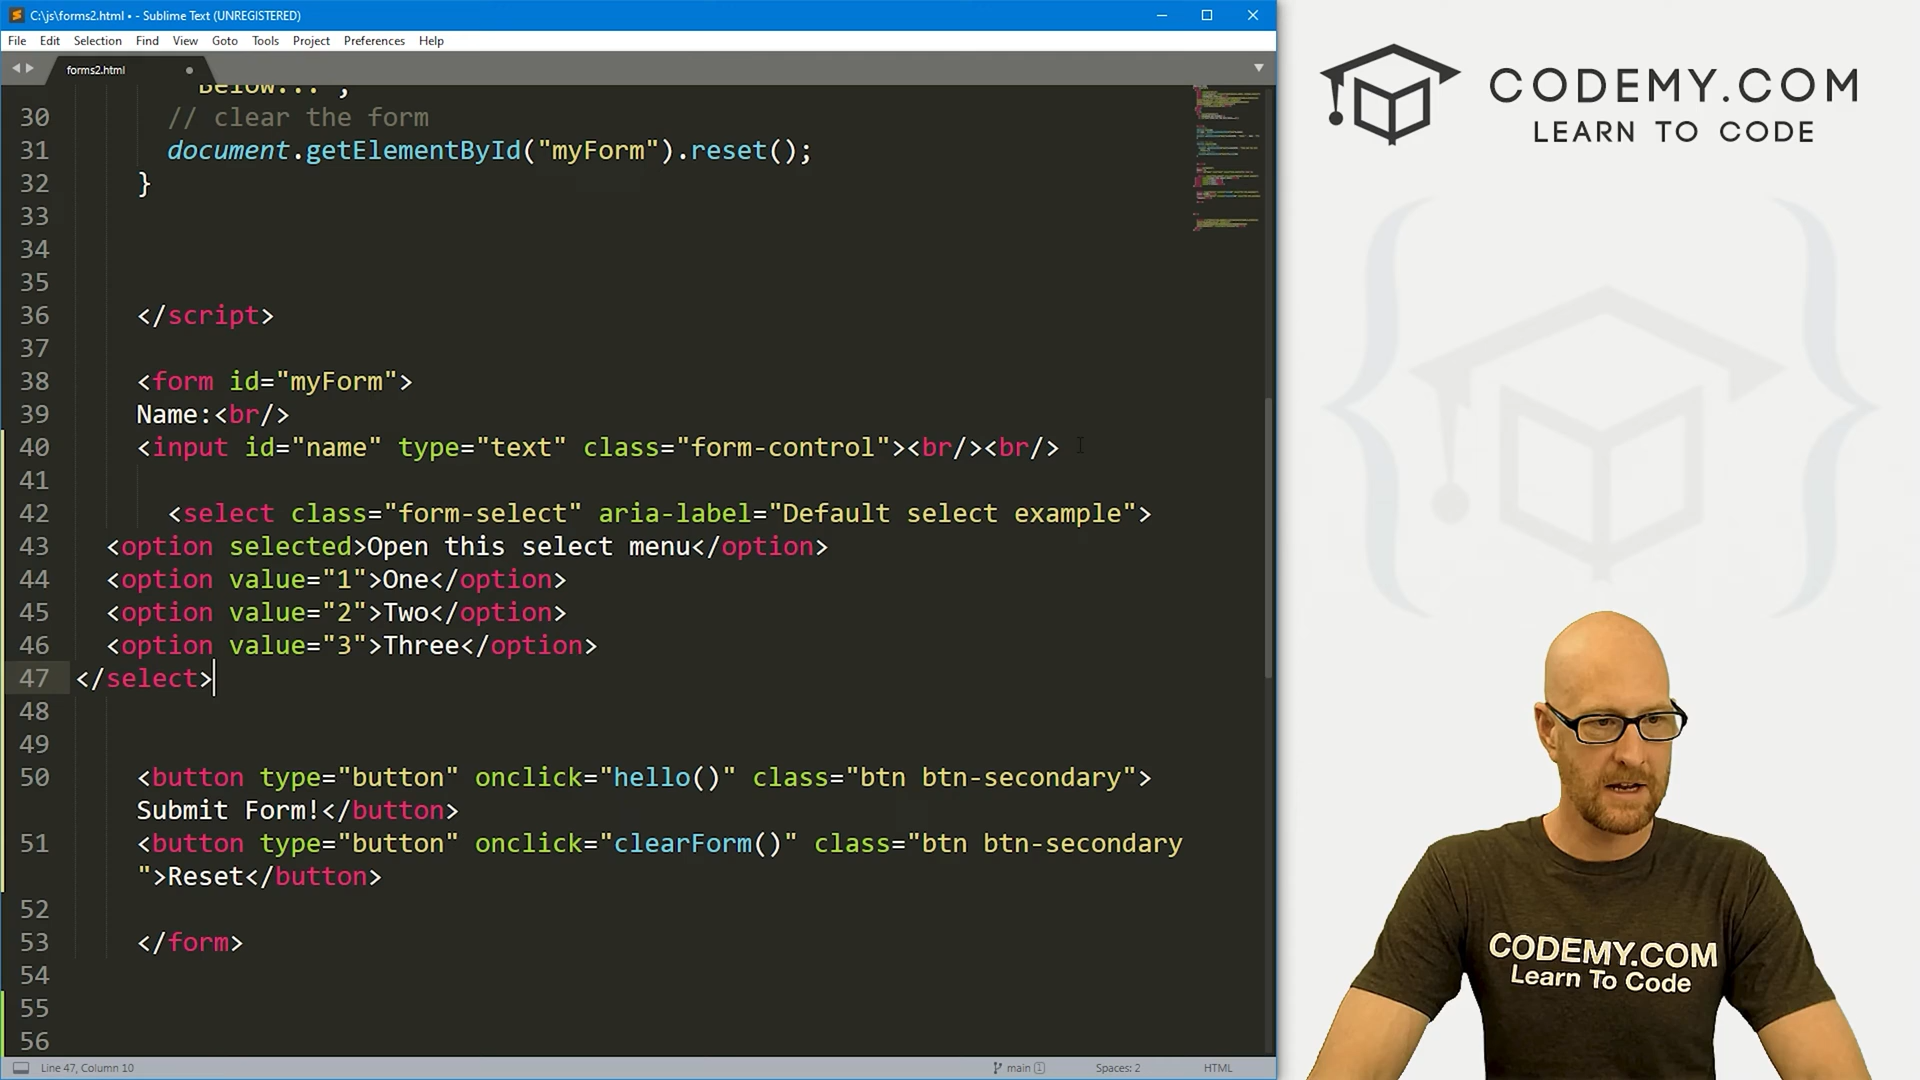 C:\js\forms2.html • - Sublime Text (UNREGISTERED)
File Edit Selection Find View Goto Tools Project Preferences Help
forms2.html
Below...";
30 // clear the form
31 document.getElementById("myForm").reset();
32 }
33
34
35
36 </script>
37
38 <form id="myForm">
39 Name:<br/>
40 <input id="name" type="text" class="form-control"><br/><br/>
41
42 <select class="form-select" aria-label="Default select example">
43 <option selected>Open this select menu</option>
44 <option value="1">One</option>
45 <option value="2">Two</option>
46 <option value="3">Three</option>
47 </select>
48
49
50 <button type="button" onclick="hello()" class="btn btn-secondary">
Submit Form!</button>
51 <button type="button" onclick="clearForm()" class="btn btn-secondary
">Reset</button>
52
53 </form>
54
55
56
Line 47, Column 10
main 1
Spaces: 2
HTML
CODEMY.COM
LEARN TO CODE
CODEMY.COM
Learn To Code